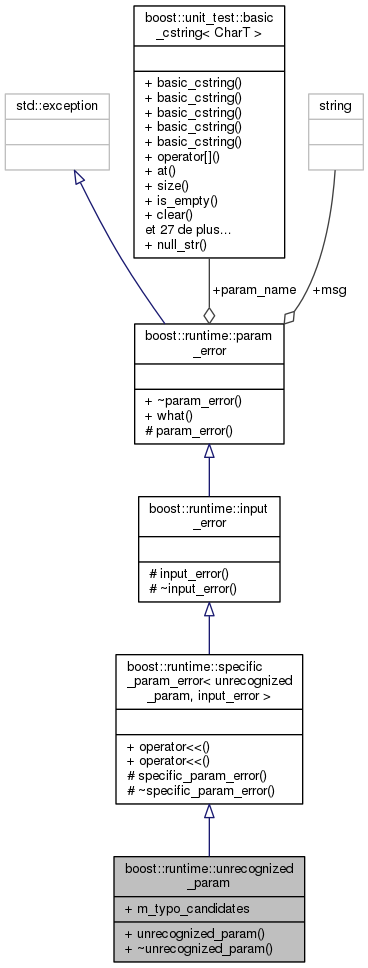 boost::unit_test::basic
_cstring< CharT >
+ basic_cstring()
+ basic_cstring()
+ basic_cstring()
+ basic_cstring()
+ basic_cstring()
+ operator[]()
+ at()
+ size()
+ is_empty()
+ clear()
et 27 de plus...
+ null_str()
std::exception
string
+param_name
+msg
boost::runtime::param
_error
+ ~param_error()
+ what()
# param_error()
boost::runtime::input
_error
# input_error()
# ~input_error()
boost::runtime::specific
_param_error< unrecognized
_param, input_error >
+ operator<<()
+ operator<<()
# specific_param_error()
# ~specific_param_error()
boost::runtime::unrecognized
_param
+ m_typo_candidates
+ unrecognized_param()
+ ~unrecognized_param()